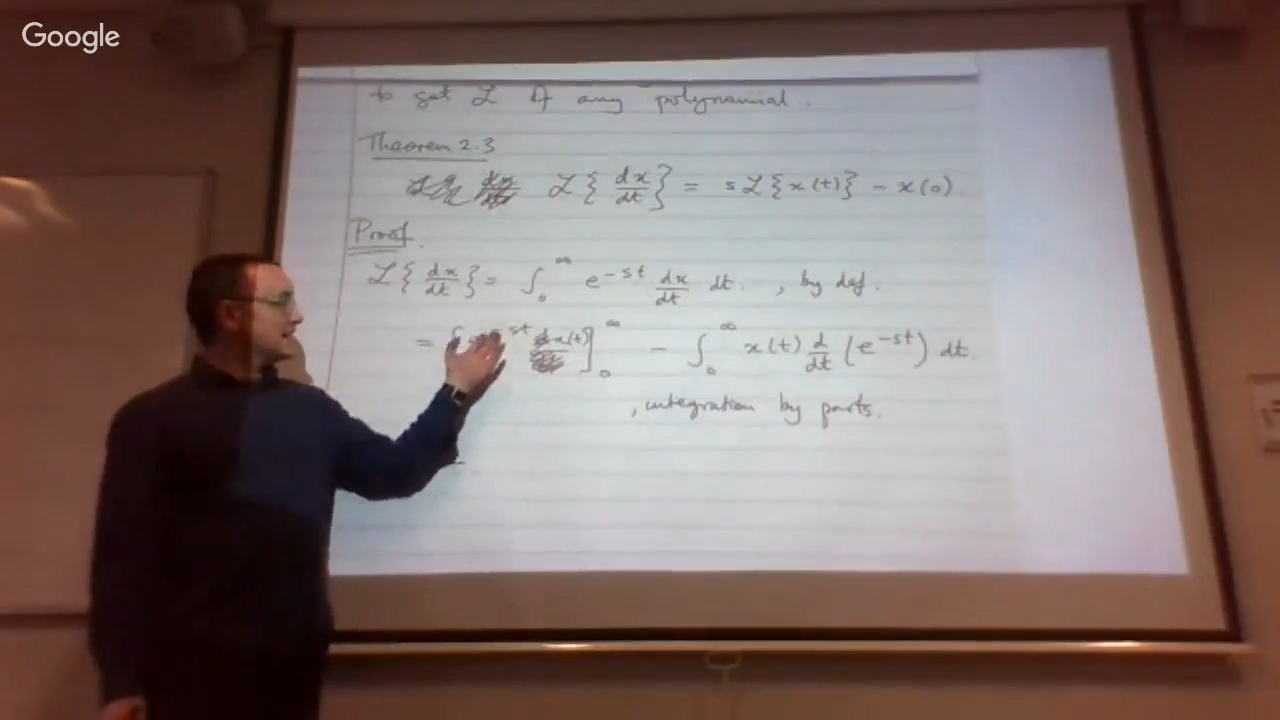 Google
to get ℒ of any polynomial.
Theorem 2.3
ℒ{dx/dt} = sℒ{x(t)} - x(0).
Proof.
ℒ{dx/dt} = ∫₀^∞ e^{-st} dx/dt dt. , by def.
= st x(t)]₀^∞ - ∫₀^∞ x(t) d/dt (e^{-st}) dt.
, integration by parts.